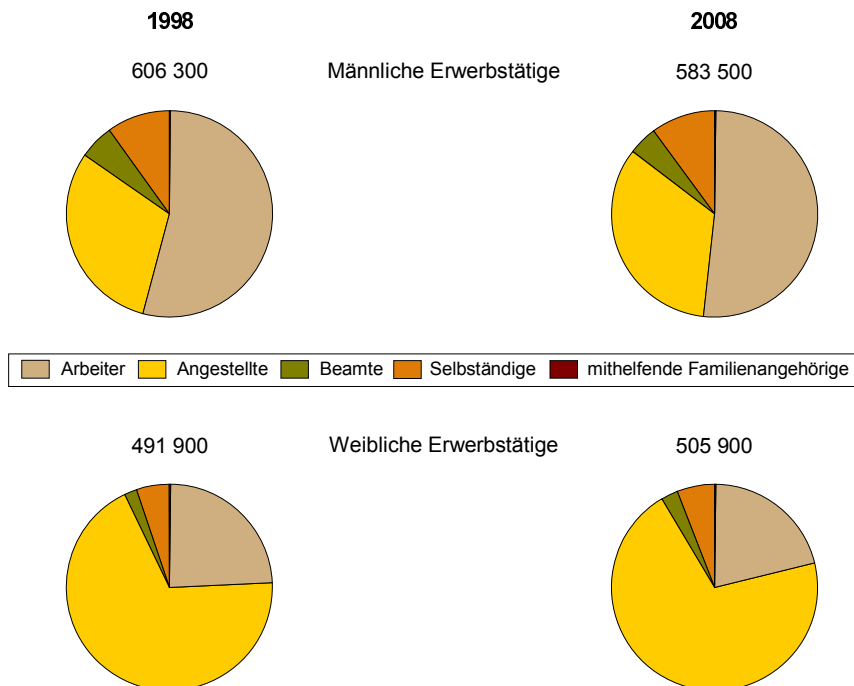 1998 2008
606 300 Männliche Erwerbstätige 583 500
Arbeiter Angestellte Beamte Selbständige mithelfende Familienangehörige
491 900 Weibliche Erwerbstätige 505 900